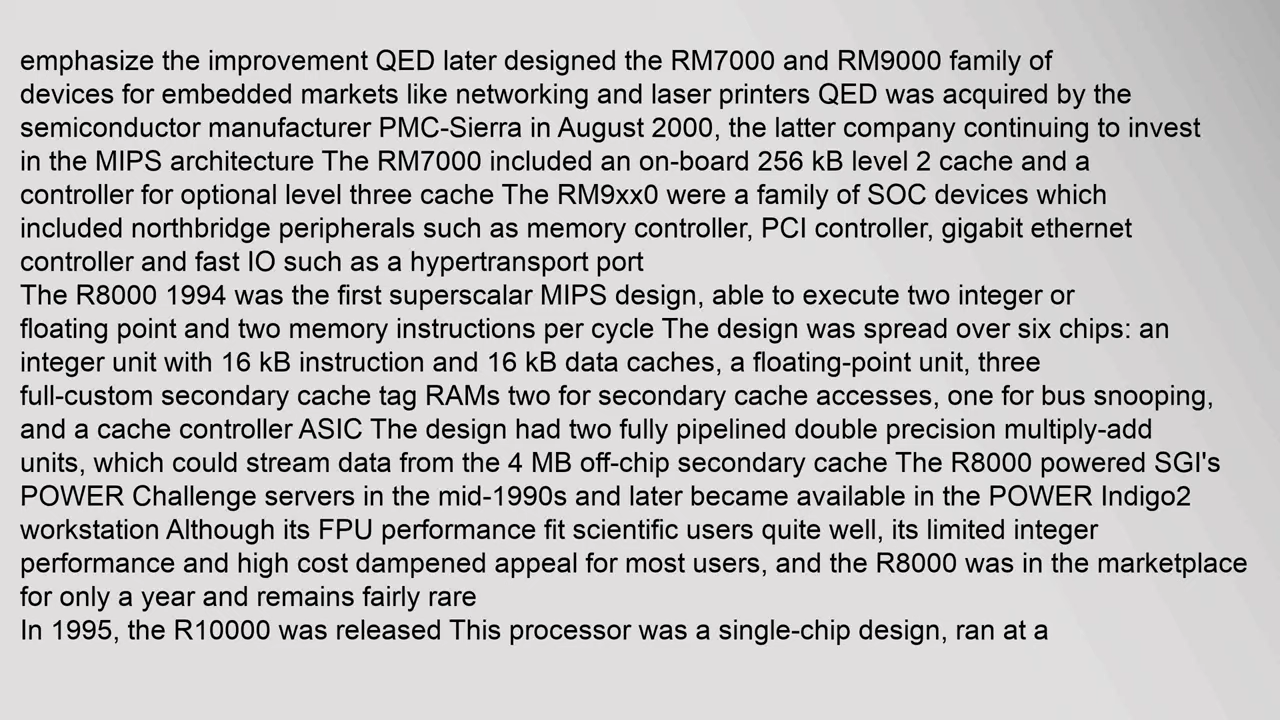 emphasize the improvement QED later designed the RM7000 and RM9000 family of
devices for embedded markets like networking and laser printers QED was acquired by the
semiconductor manufacturer PMC-Sierra in August 2000, the latter company continuing to invest
in the MIPS architecture The RM7000 included an on-board 256 kB level 2 cache and a
controller for optional level three cache The RM9xx0 were a family of SOC devices which
included northbridge peripherals such as memory controller, PCI controller, gigabit ethernet
controller and fast IO such as a hypertransport port
The R8000 1994 was the first superscalar MIPS design, able to execute two integer or
floating point and two memory instructions per cycle The design was spread over six chips: an
integer unit with 16 kB instruction and 16 kB data caches, a floating-point unit, three
full-custom secondary cache tag RAMs two for secondary cache accesses, one for bus snooping,
and a cache controller ASIC The design had two fully pipelined double precision multiply-add
units, which could stream data from the 4 MB off-chip secondary cache The R8000 powered SGI's
POWER Challenge servers in the mid-1990s and later became available in the POWER Indigo2
workstation Although its FPU performance fit scientific users quite well, its limited integer
performance and high cost dampened appeal for most users, and the R8000 was in the marketplace
for only a year and remains fairly rare
In 1995, the R10000 was released This processor was a single-chip design, ran at a